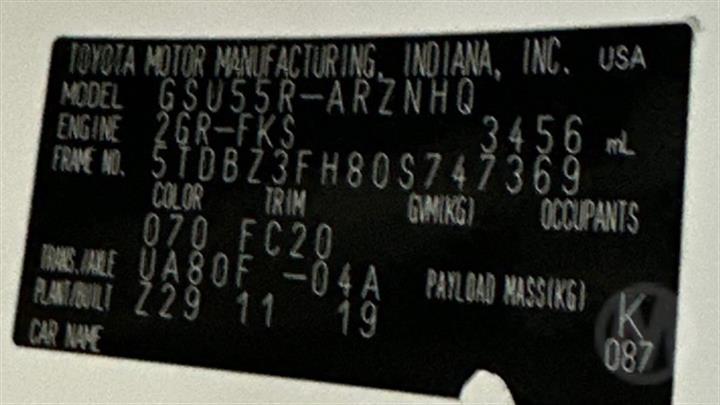 TOYOTA MOTOR MANUFACTURING, INDIANA, INC. USA
MODEL GSU55R-ARZNHQ
ENGINE 2GR-FKS 3456 mL
FRAME NO. 5TDBZ3FH80S747369
COLOR TRIM GVM(KG) OCCUPANTS
070 FC20
TRANS./AXLE UA80F -04A PAYLOAD MASS(KG)
PLANT/BUILT Z29 11 19
CAR NAME
K
087